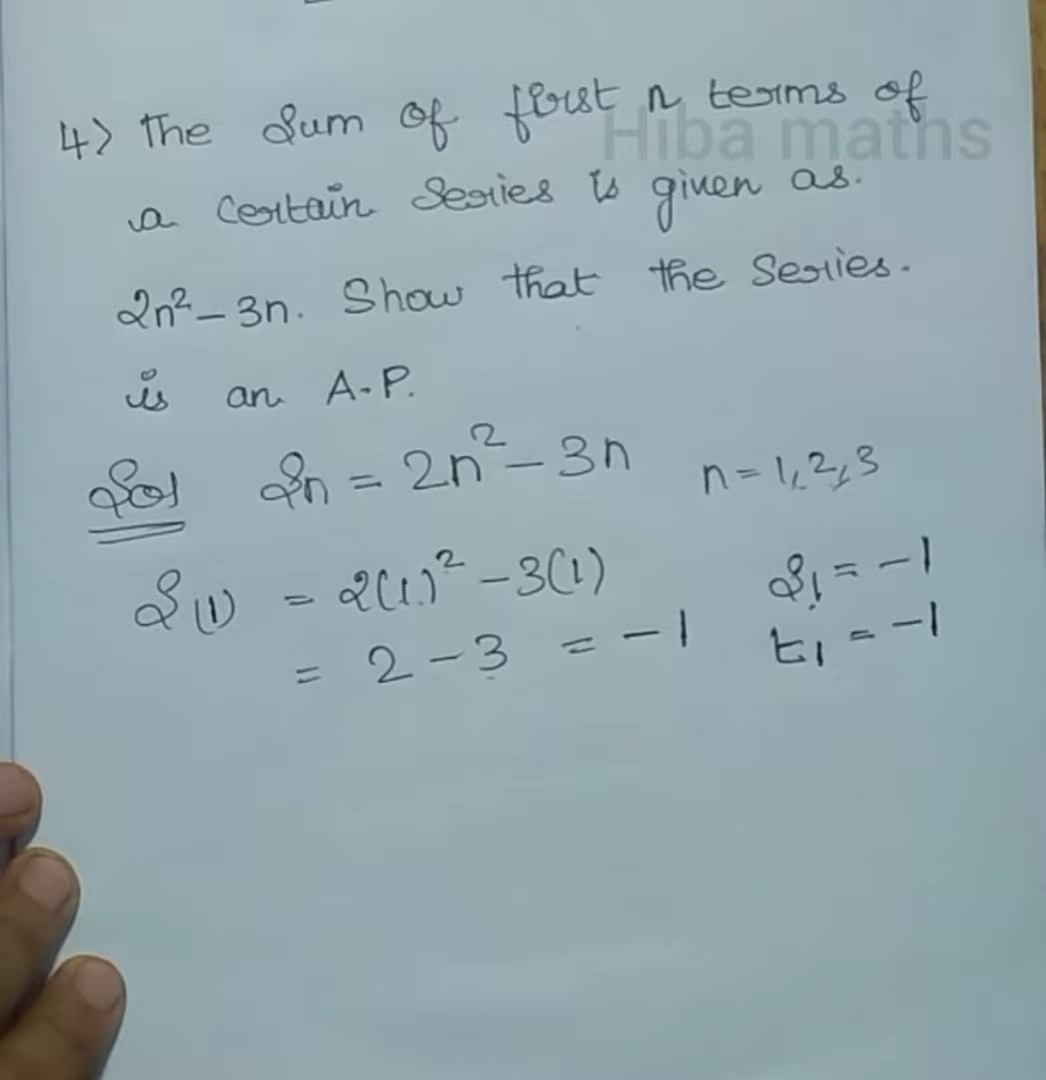 4) The Sum of first n terms of
Hiba maths
a certain Series is given as.
2n² – 3n. Show that the Series.
is an A.P.
Sol Sn = 2n² – 3n n = 1, 2, 3
S(1) = 2(1)² – 3(1) S₁ = –1
= 2 – 3 = –1 t₁ = –1